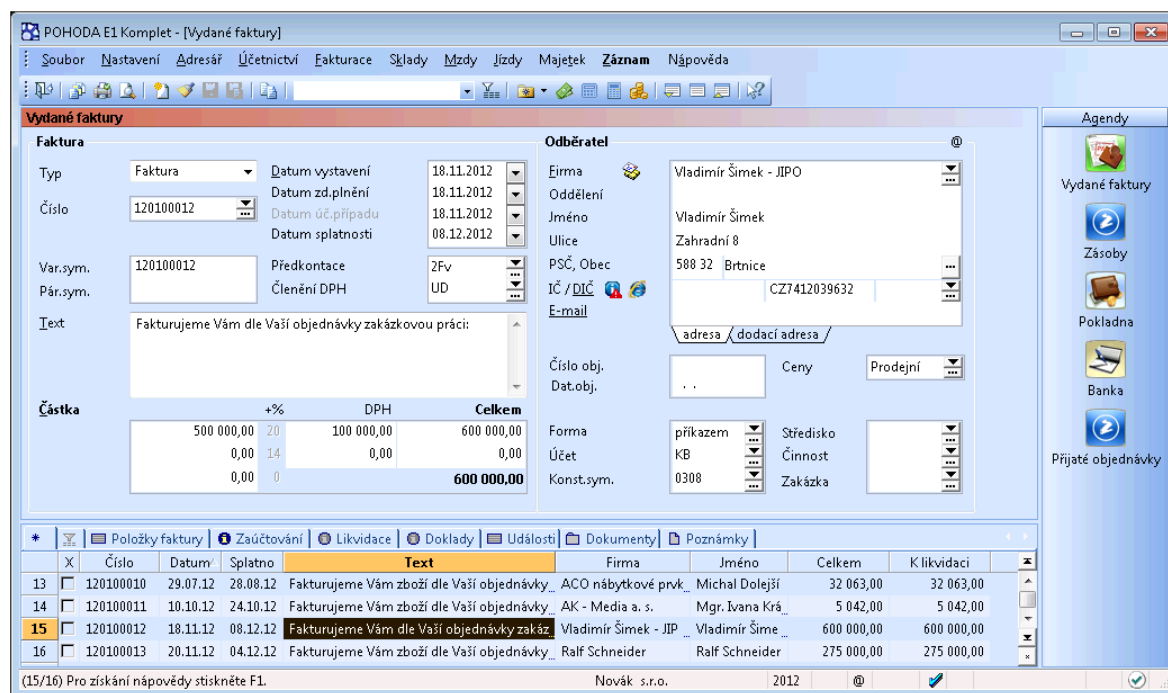 POHODA E1 Komplet - [Vydané faktury]
Soubor Nastavení Adresář Účetnictví Fakturace Sklady Mzdy Jízdy Majetek Záznam Nápověda
Vydané faktury
Agendy
Faktura
Odběratel @
Typ Faktura
Číslo 120100012
Datum vystavení 18.11.2012
Datum zd.plnění 18.11.2012
Datum úč.případu 18.11.2012
Datum splatnosti 08.12.2012
Var.sym. 120100012
Pár.sym.
Předkontace 2Fv
Členění DPH UD
Text Fakturujeme Vám dle Vaší objednávky zakázkovou práci:
Firma Vladimír Šimek - JIPO
Oddělení
Jméno Vladimír Šimek
Ulice Zahradní 8
PSČ, Obec 588 32 Brtnice
IČ / DIČ CZ7412039632
E-mail
adresa dodací adresa
Číslo obj.
Dat.obj. . .
Ceny Prodejní
Částka +% DPH Celkem
500 000,00 20 100 000,00 600 000,00
0,00 14 0,00 0,00
0,00 0 600 000,00
Forma příkazem
Účet KB
Konst.sym. 0308
Středisko
Činnost
Zakázka
Vydané faktury
Zásoby
Pokladna
Banka
Přijaté objednávky
* Položky faktury Zaúčtování Likvidace Doklady Události Dokumenty Poznámky
X Číslo Datum Splatno Text Firma Jméno Celkem K likvidaci
13 120100010 29.07.12 28.08.12 Fakturujeme Vám zboží dle Vaší objednávky... ACO nábytkové prvk... Michal Dolejší 32 063,00 32 063,00
14 120100011 10.10.12 24.10.12 Fakturujeme Vám zboží dle Vaší objednávky... AK - Media a. s. Mgr. Ivana Krá... 5 042,00 5 042,00
15 120100012 18.11.12 08.12.12 Fakturujeme Vám dle Vaší objednávky zakáz... Vladimír Šimek - JIP... Vladimír Šime... 600 000,00 600 000,00
16 120100013 20.11.12 04.12.12 Fakturujeme Vám zboží dle Vaší objednávky... Ralf Schneider Ralf Schneider 275 000,00 275 000,00
(15/16) Pro získání nápovědy stiskněte F1. Novák s.r.o. 2012 @